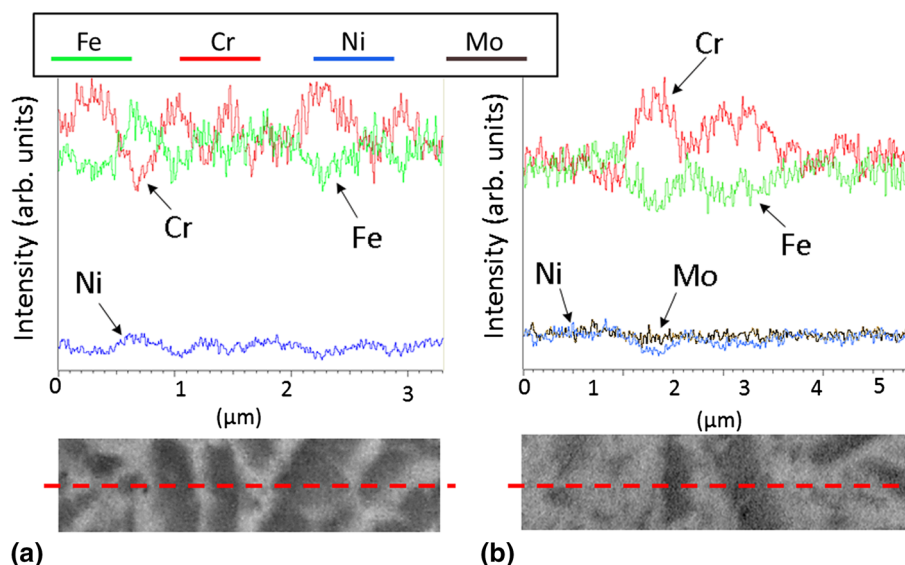 Fe Cr Ni Mo
Intensity (arb. units)
Cr
Fe
Ni
0 1 2 3
(µm)
(a)
Intensity (arb. units)
Cr
Fe
Ni
Mo
0 1 2 3 4 5
(µm)
(b)